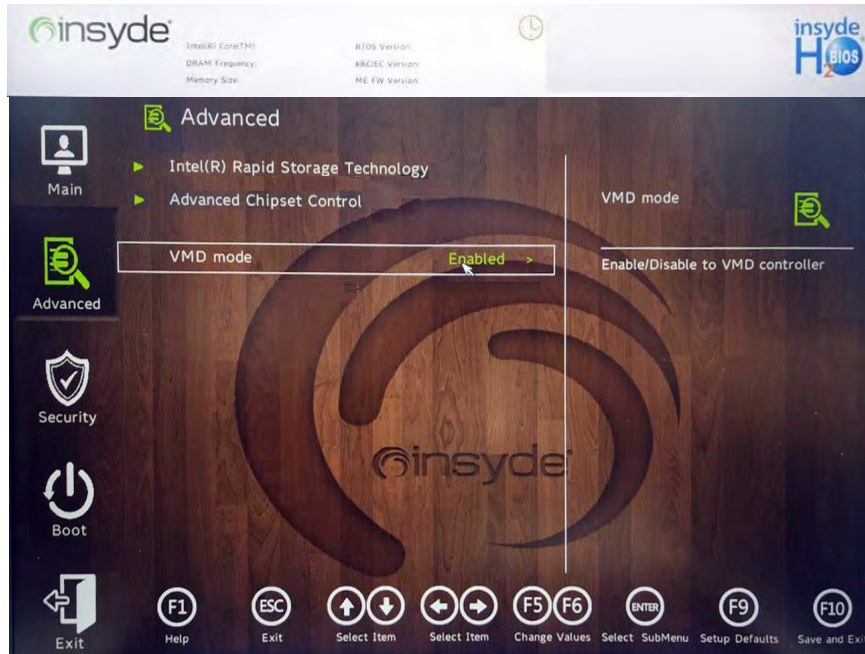 insyde
Intel(R) Core(TM)
DRAM Frequency:
Memory Size:
BIOS Version:
KBC/EC Version:
ME FW Version:
insyde
H2O
BIOS
Advanced
Main
Intel(R) Rapid Storage Technology
Advanced Chipset Control
VMD mode
VMD mode Enabled >
Enable/Disable to VMD controller
Advanced
Security
insyde
Boot
Exit
F1 ESC F5 F6 ENTER F9 F10
Help Exit Select Item Select Item Change Values Select SubMenu Setup Defaults Save and Exi